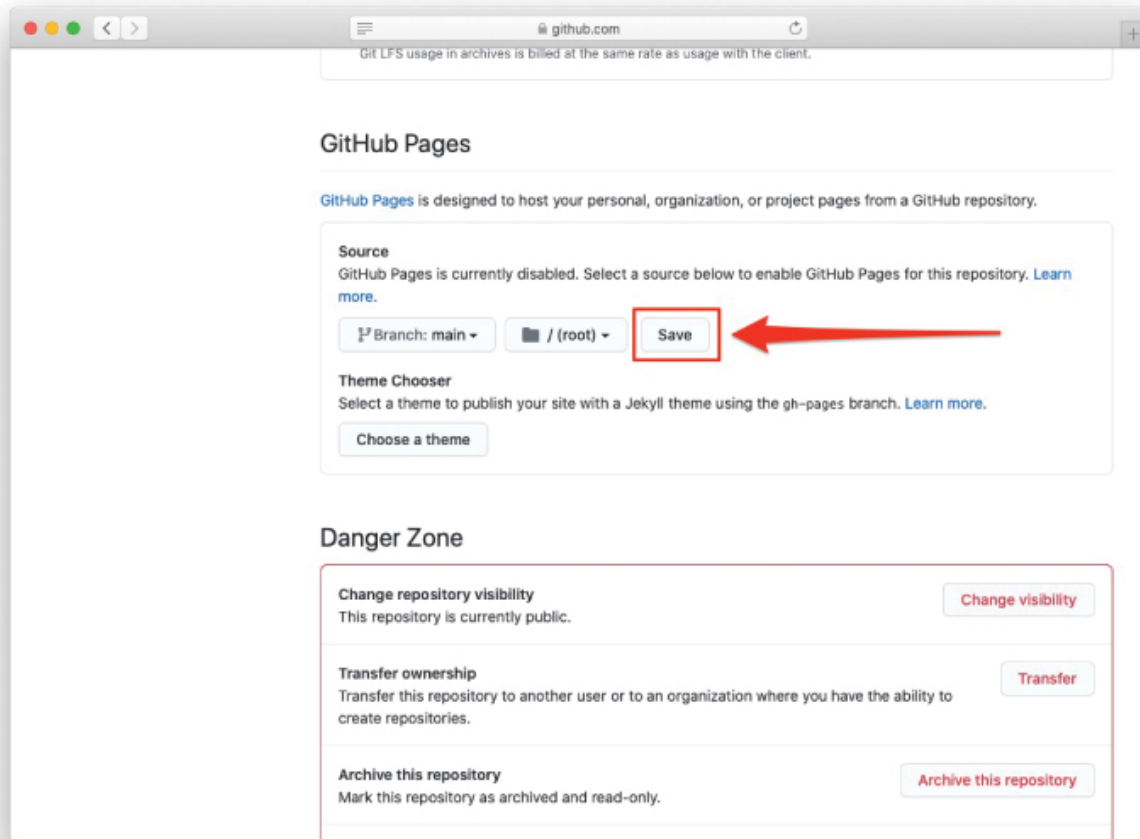 github.com
Git LFS usage in archives is billed at the same rate as usage with the client.
GitHub Pages
GitHub Pages is designed to host your personal, organization, or project pages from a GitHub repository.
Source
GitHub Pages is currently disabled. Select a source below to enable GitHub Pages for this repository. Learn
more.
Branch: main / (root) Save
Theme Chooser
Select a theme to publish your site with a Jekyll theme using the gh-pages branch. Learn more.
Choose a theme
Danger Zone
Change repository visibility
This repository is currently public.
Change visibility
Transfer ownership
Transfer this repository to another user or to an organization where you have the ability to
create repositories.
Transfer
Archive this repository
Mark this repository as archived and read-only.
Archive this repository